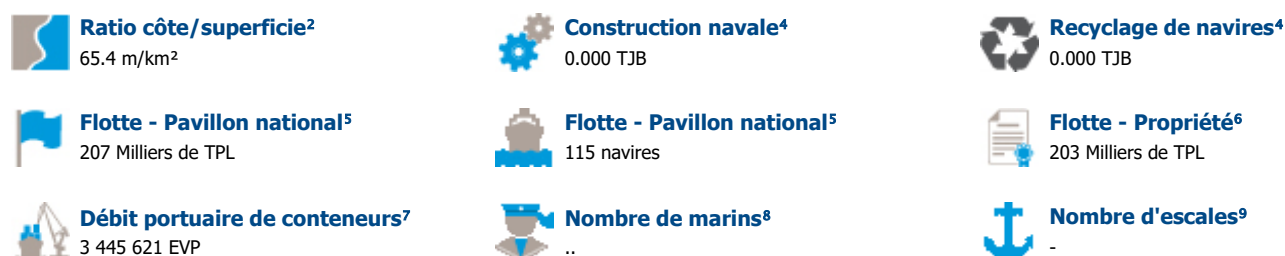 Ratio côte/superficie²
65.4 m/km²
Construction navale⁴
0.000 TJB
Recyclage de navires⁴
0.000 TJB
Flotte - Pavillon national⁵
207 Milliers de TPL
Flotte - Pavillon national⁵
115 navires
Flotte - Propriété⁶
203 Milliers de TPL
Débit portuaire de conteneurs⁷
3 445 621 EVP
Nombre de marins⁸
..
Nombre d'escales⁹
-